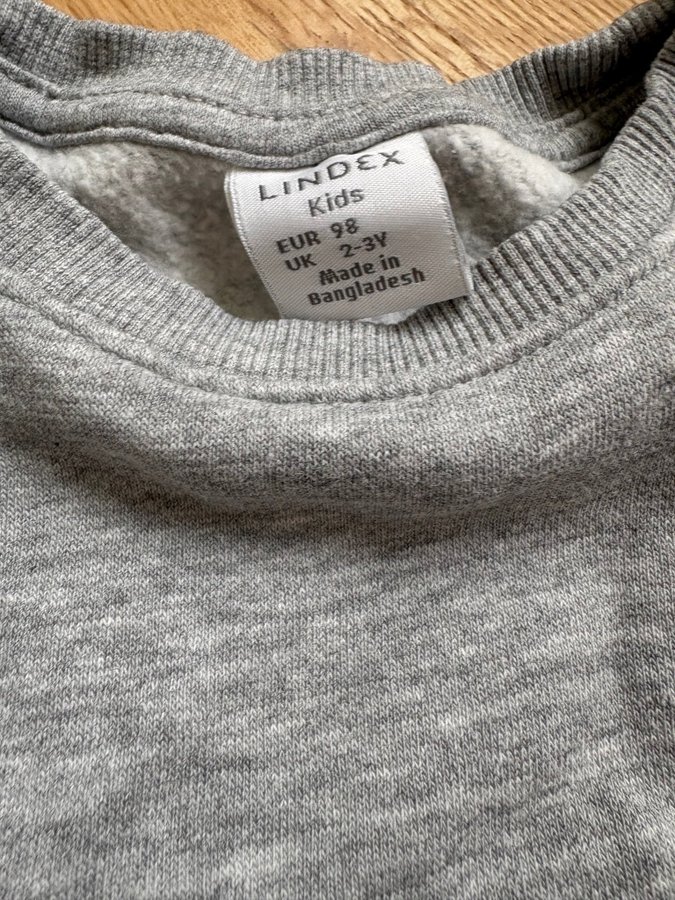 LINDEX
Kids
EUR 98
UK 2-3Y
Made in
Bangladesh